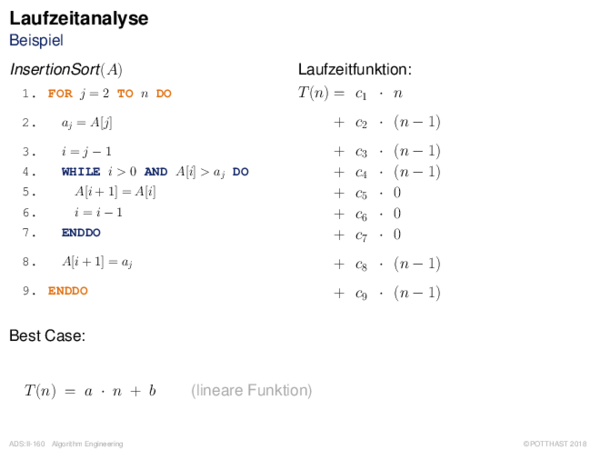 Laufzeitanalyse
Beispiel
InsertionSort(A)
Laufzeitfunktion:
1. FOR j = 2 TO n DO
T(n) = c₁ · n
2. aⱼ = A[j]
+ c₂ · (n − 1)
3. i = j − 1
+ c₃ · (n − 1)
4. WHILE i > 0 AND A[i] > aⱼ DO
+ c₄ · (n − 1)
5. A[i + 1] = A[i]
+ c₅ · 0
6. i = i − 1
+ c₆ · 0
7. ENDDO
+ c₇ · 0
8. A[i + 1] = aⱼ
+ c₈ · (n − 1)
9. ENDDO
+ c₉ · (n − 1)
Best Case:
T(n) = a · n + b (lineare Funktion)
ADS:II-160 Algorithm Engineering
© POTTHAST 2018